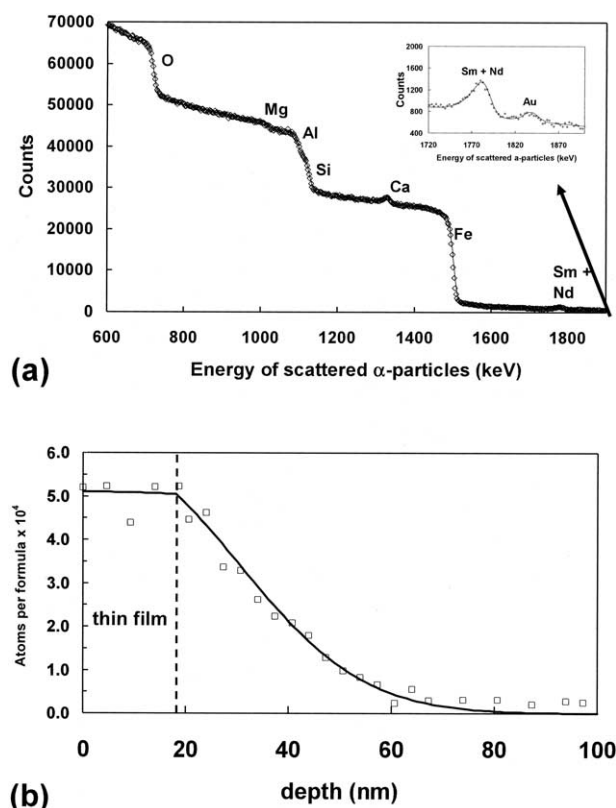 70000
60000
50000
40000
30000
20000
10000
0
Counts
O
Mg
Al
Si
Ca
Fe
Sm +
Nd
2000
1600
1200
800
400
Counts
Sm + Nd
Au
1720 1770 1820 1870
Energy of scattered a-particles (keV)
600 800 1000 1200 1400 1600 1800
Energy of scattered α-particles (keV)
(a)
6.0
5.0
4.0
3.0
2.0
1.0
0.0
Atoms per formula x 10⁴
thin film
0 20 40 60 80 100
depth (nm)
(b)